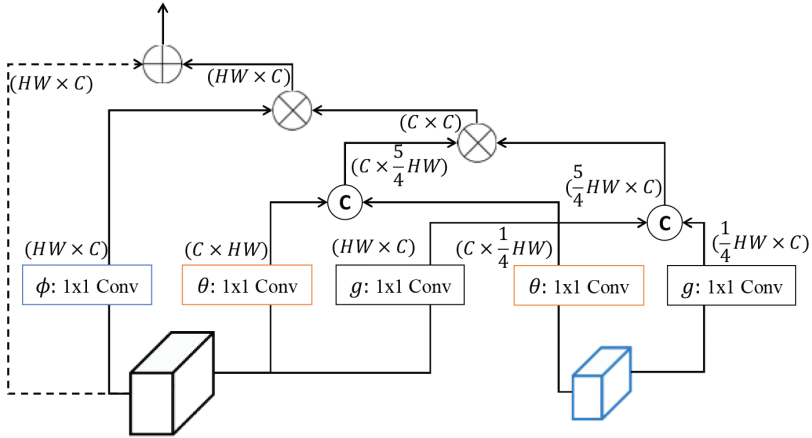 (HW × C)
(HW × C)
(C × C)
(C × 5/4 HW)
(5/4 HW × C)
C
C
(HW × C)
(C × HW)
(HW × C)
(C × 1/4 HW)
(1/4 HW × C)
ϕ: 1x1 Conv
θ: 1x1 Conv
g: 1x1 Conv
θ: 1x1 Conv
g: 1x1 Conv